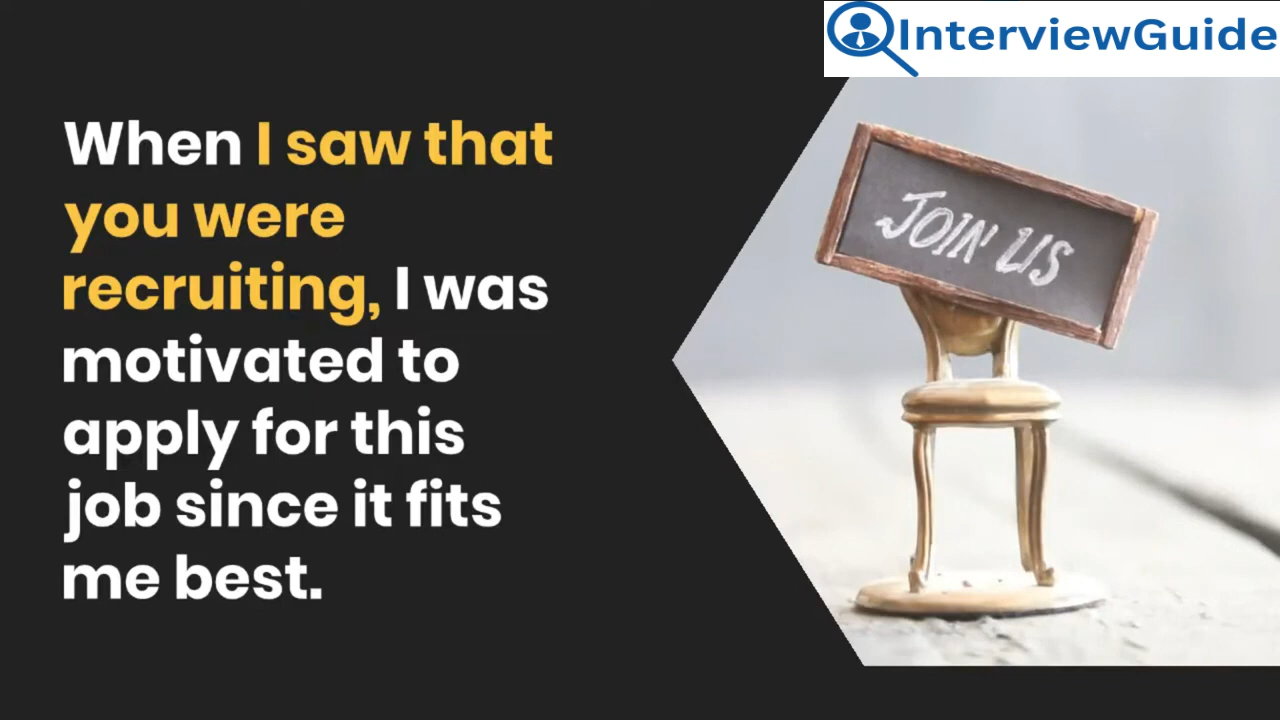 InterviewGuide
When I saw that
you were
recruiting, I was
motivated to
apply for this
job since it fits
me best.
JOIN US